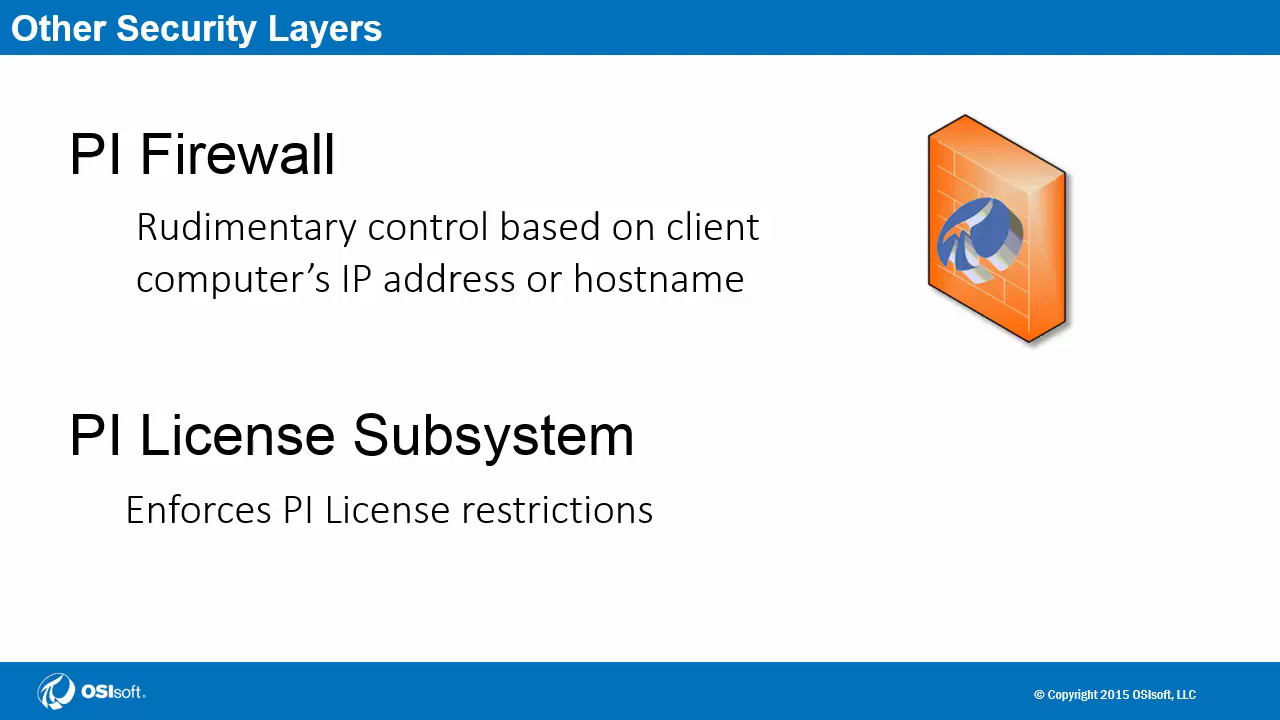 Other Security Layers
PI Firewall
Rudimentary control based on client
computer’s IP address or hostname
PI License Subsystem
Enforces PI License restrictions
OSIsoft.
© Copyright 2015 OSIsoft, LLC